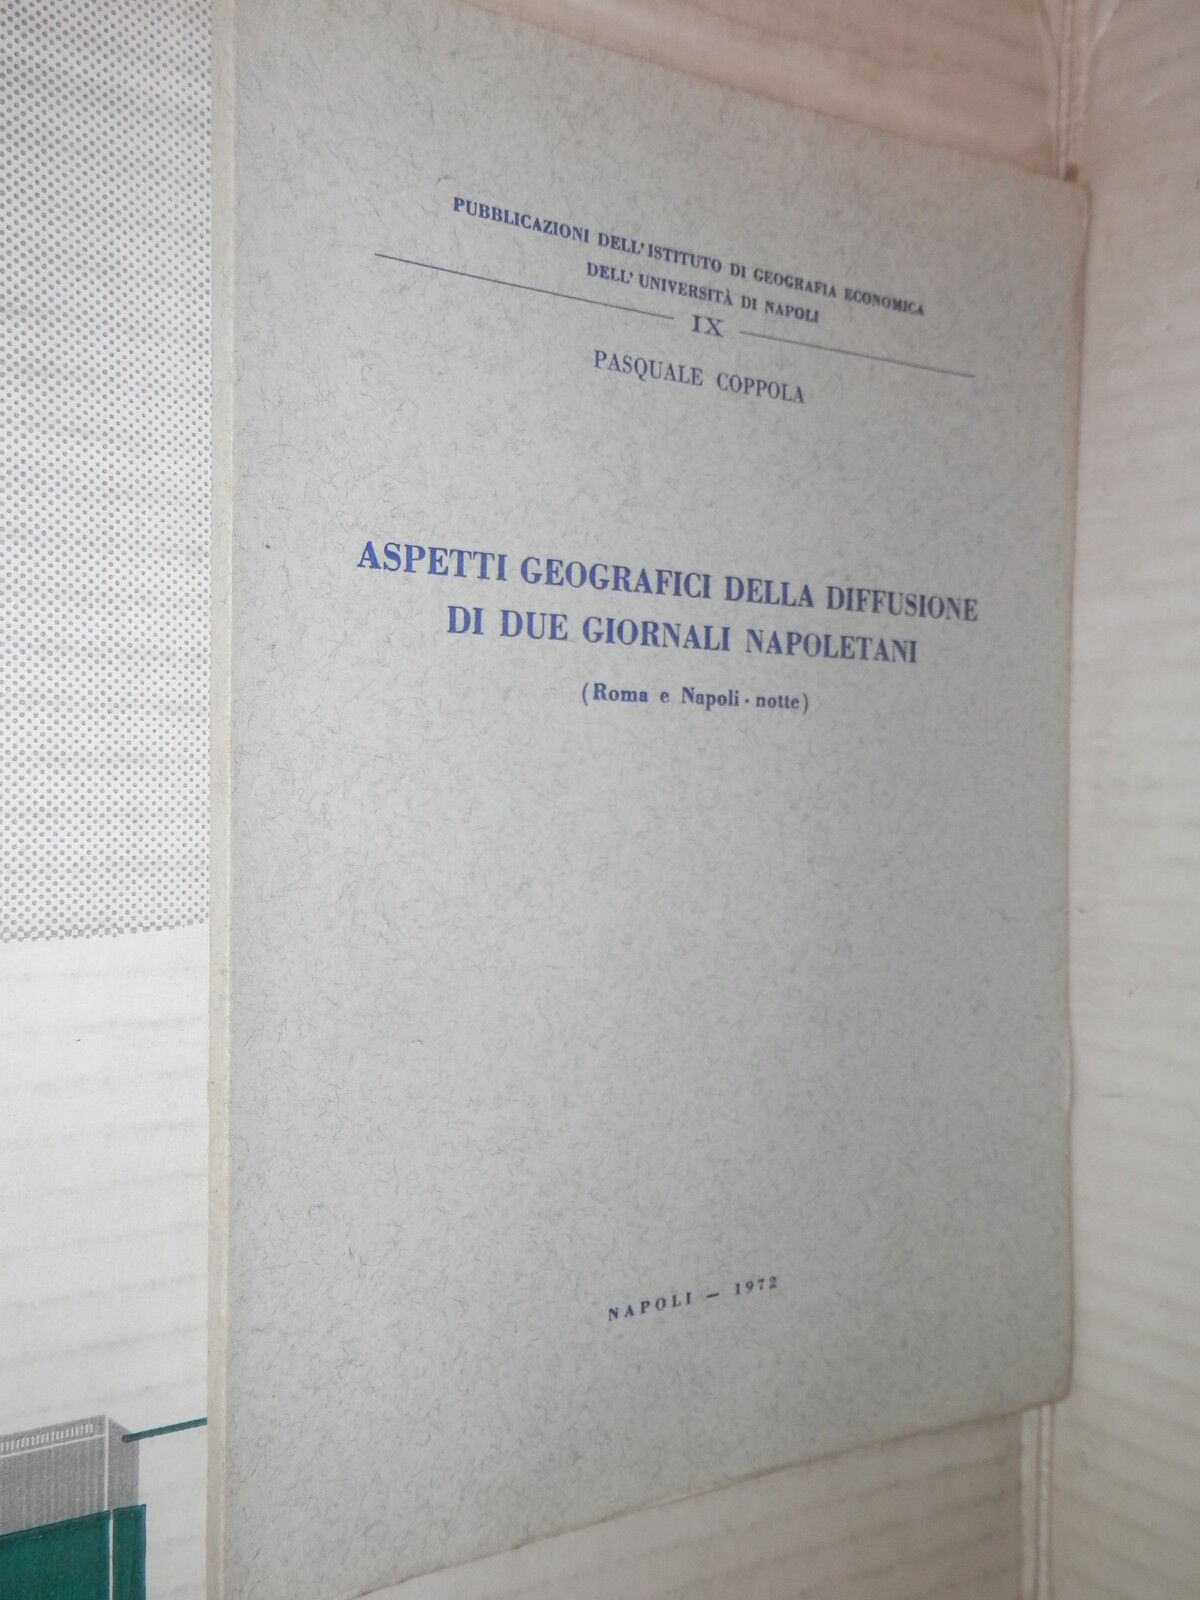 PUBBLICAZIONI DELL'ISTITUTO DI GEOGRAFIA ECONOMICA
DELL' UNIVERSITÀ DI NAPOLI
IX
PASQUALE COPPOLA
ASPETTI GEOGRAFICI DELLA DIFFUSIONE
DI DUE GIORNALI NAPOLETANI
(Roma e Napoli - notte)
NAPOLI — 1972